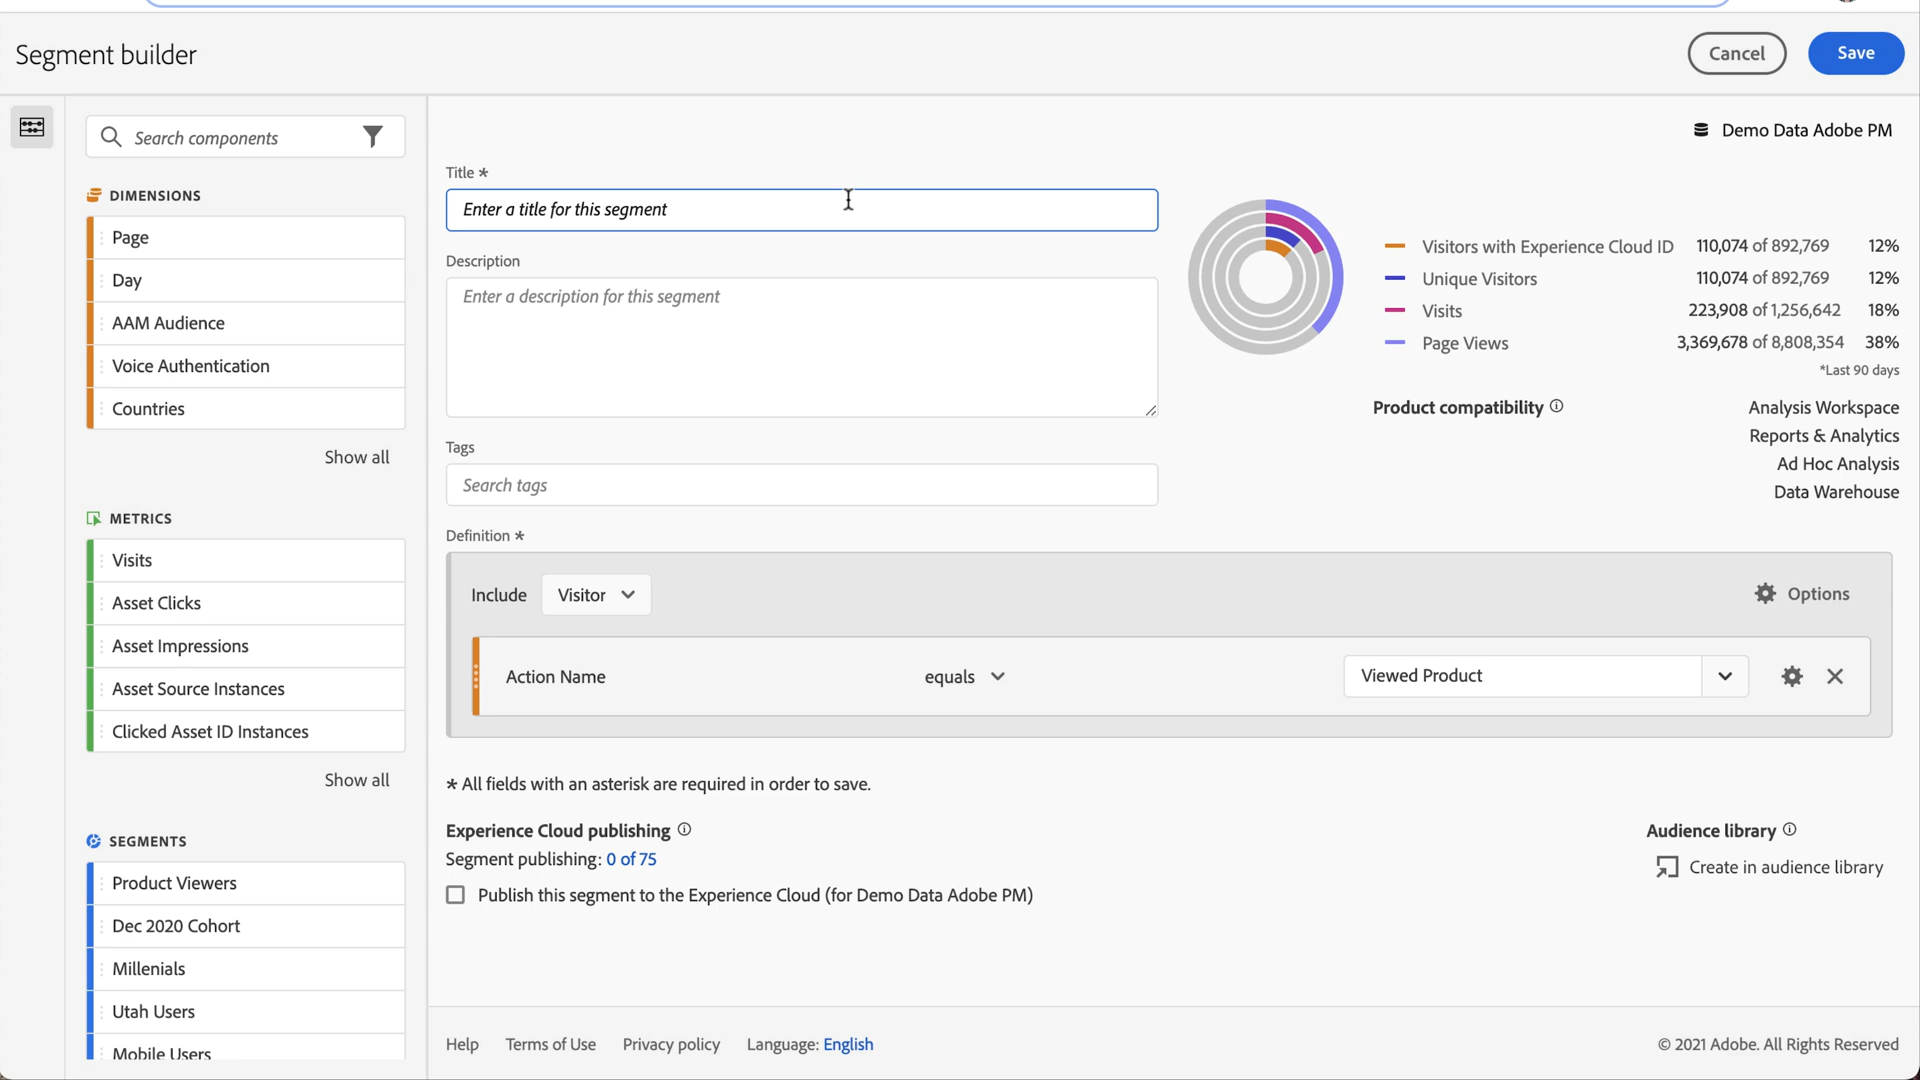 Segment builder
Cancel
Save
Search components
DIMENSIONS
Page
Day
AAM Audience
Voice Authentication
Countries
Show all
METRICS
Visits
Asset Clicks
Asset Impressions
Asset Source Instances
Clicked Asset ID Instances
Show all
SEGMENTS
Product Viewers
Dec 2020 Cohort
Millenials
Utah Users
Mobile Users
Demo Data Adobe PM
Title *
Enter a title for this segment
Description
Enter a description for this segment
Tags
Search tags
Visitors with Experience Cloud ID 110,074 of 892,769 12%
Unique Visitors 110,074 of 892,769 12%
Visits 223,908 of 1,256,642 18%
Page Views 3,369,678 of 8,808,354 38%
*Last 90 days
Product compatibility
Analysis Workspace
Reports & Analytics
Ad Hoc Analysis
Data Warehouse
Definition *
Include Visitor
Options
Action Name equals Viewed Product
* All fields with an asterisk are required in order to save.
Experience Cloud publishing
Segment publishing: 0 of 75
Publish this segment to the Experience Cloud (for Demo Data Adobe PM)
Audience library
Create in audience library
Help Terms of Use Privacy policy Language: English
© 2021 Adobe. All Rights Reserved